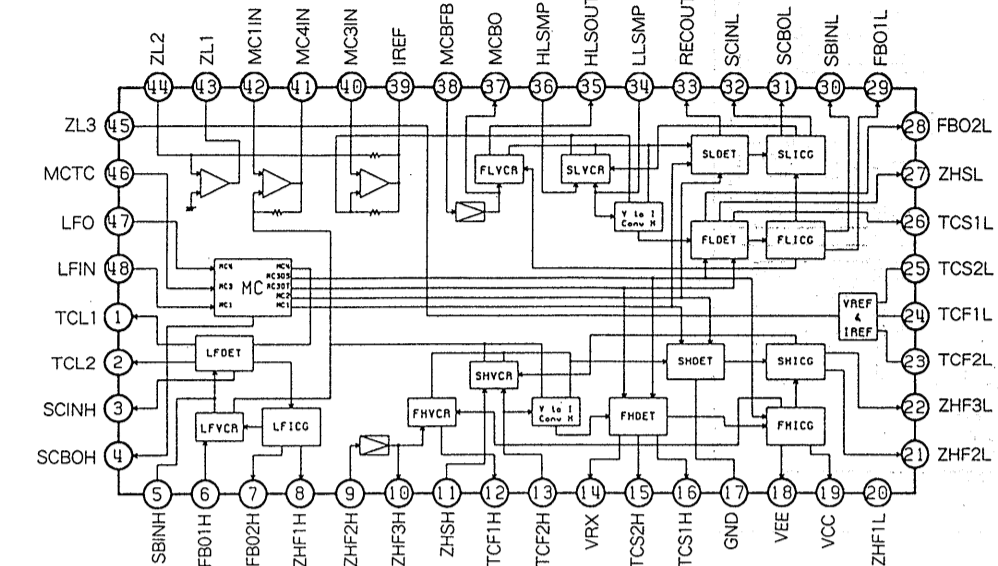 ZL2 ZL1 MC1IN MC4IN MC3IN IREF MCBFB MCBO HLSMP HLSOUT LLSMP RECOUT SCINL SCBOL SBINL FBO1L
44 43 42 41 40 39 38 37 36 35 34 33 32 31 30 29
ZL3 45
28 FBO2L
MCTC 46
27 ZHSL
LFO 47
26 TCS1L
LFIN 48
25 TCS2L
TCL1 1
24 TCF1L
TCL2 2
23 TCF2L
SCINH 3
22 ZHF3L
SCBOH 4
21 ZHF2L
FLVCR SLVCR SLDET SLICG
V to I
Conv H
FLDET FLICG
MC4 MC3 MC1
MC
MC4
MC3OS
MC3OT
MC2
MC1
VREF
&
IREF
LFDET SHVCR SHDET SHICG
LFVCR LFICG FHVCR
V to I
Conv H
FHDET FHICG
5 6 7 8 9 10 11 12 13 14 15 16 17 18 19 20
SBINH FBO1H FBO2H ZHF1H ZHF2H ZHF3H ZHSH TCF1H TCF2H VRX TCS2H TCS1H GND VEE VCC ZHF1L